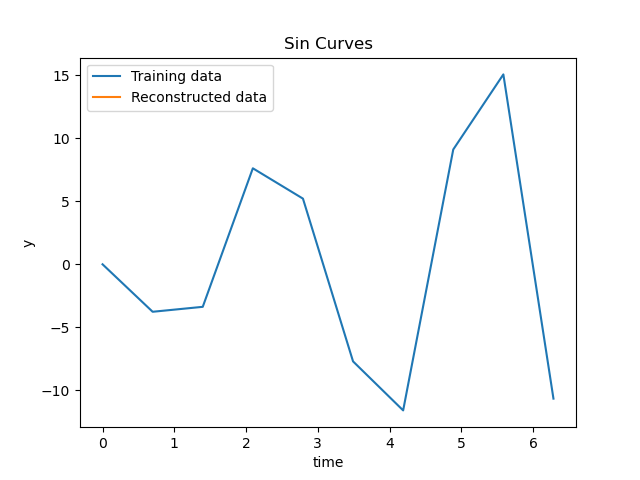 Sin Curves
Training data
Reconstructed data
15
10
5
0
−5
−10
y
0 1 2 3 4 5 6
time